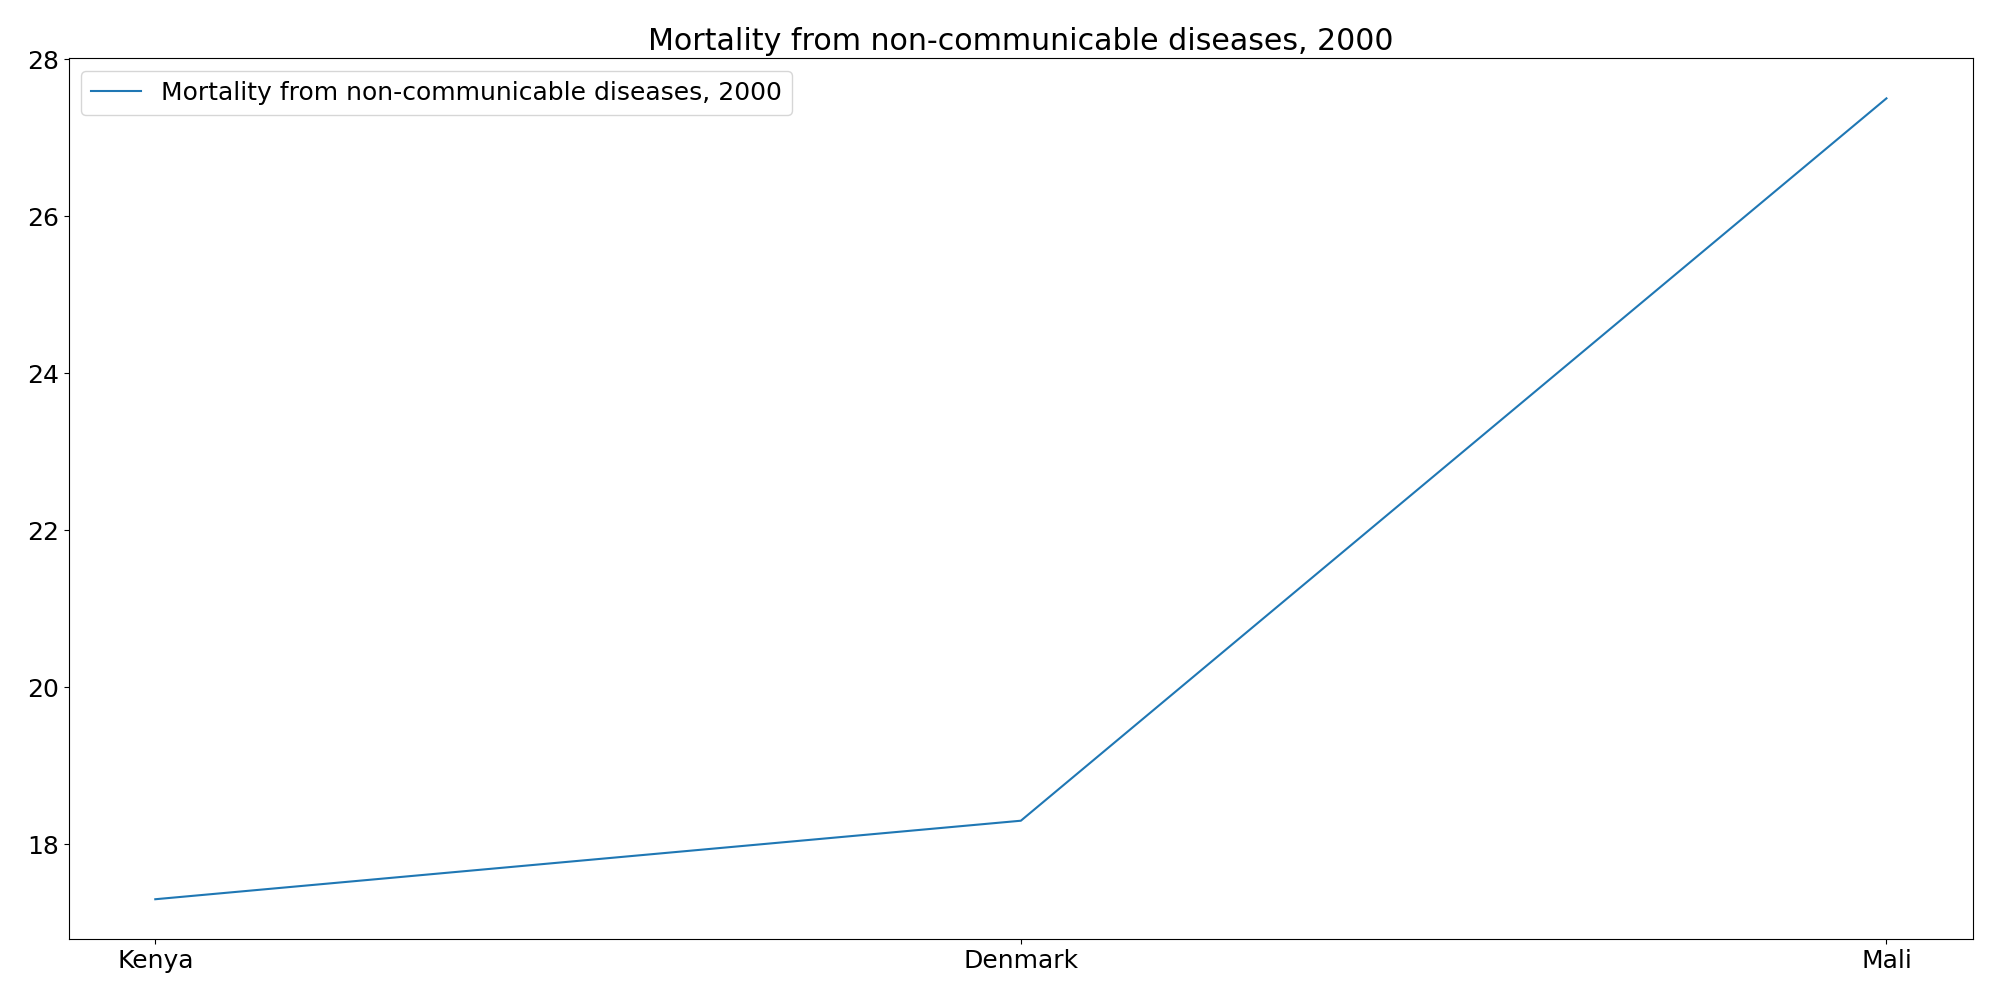 Mortality from non-communicable diseases, 2000
28
Mortality from non-communicable diseases, 2000
26
24
22
20
18
Kenya Denmark Mali